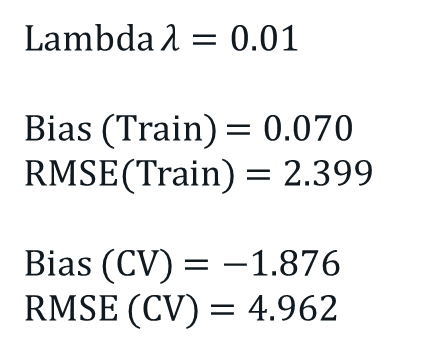 Lambda λ = 0.01
Bias (Train) = 0.070
RMSE(Train) = 2.399
Bias (CV) = −1.876
RMSE (CV) = 4.962